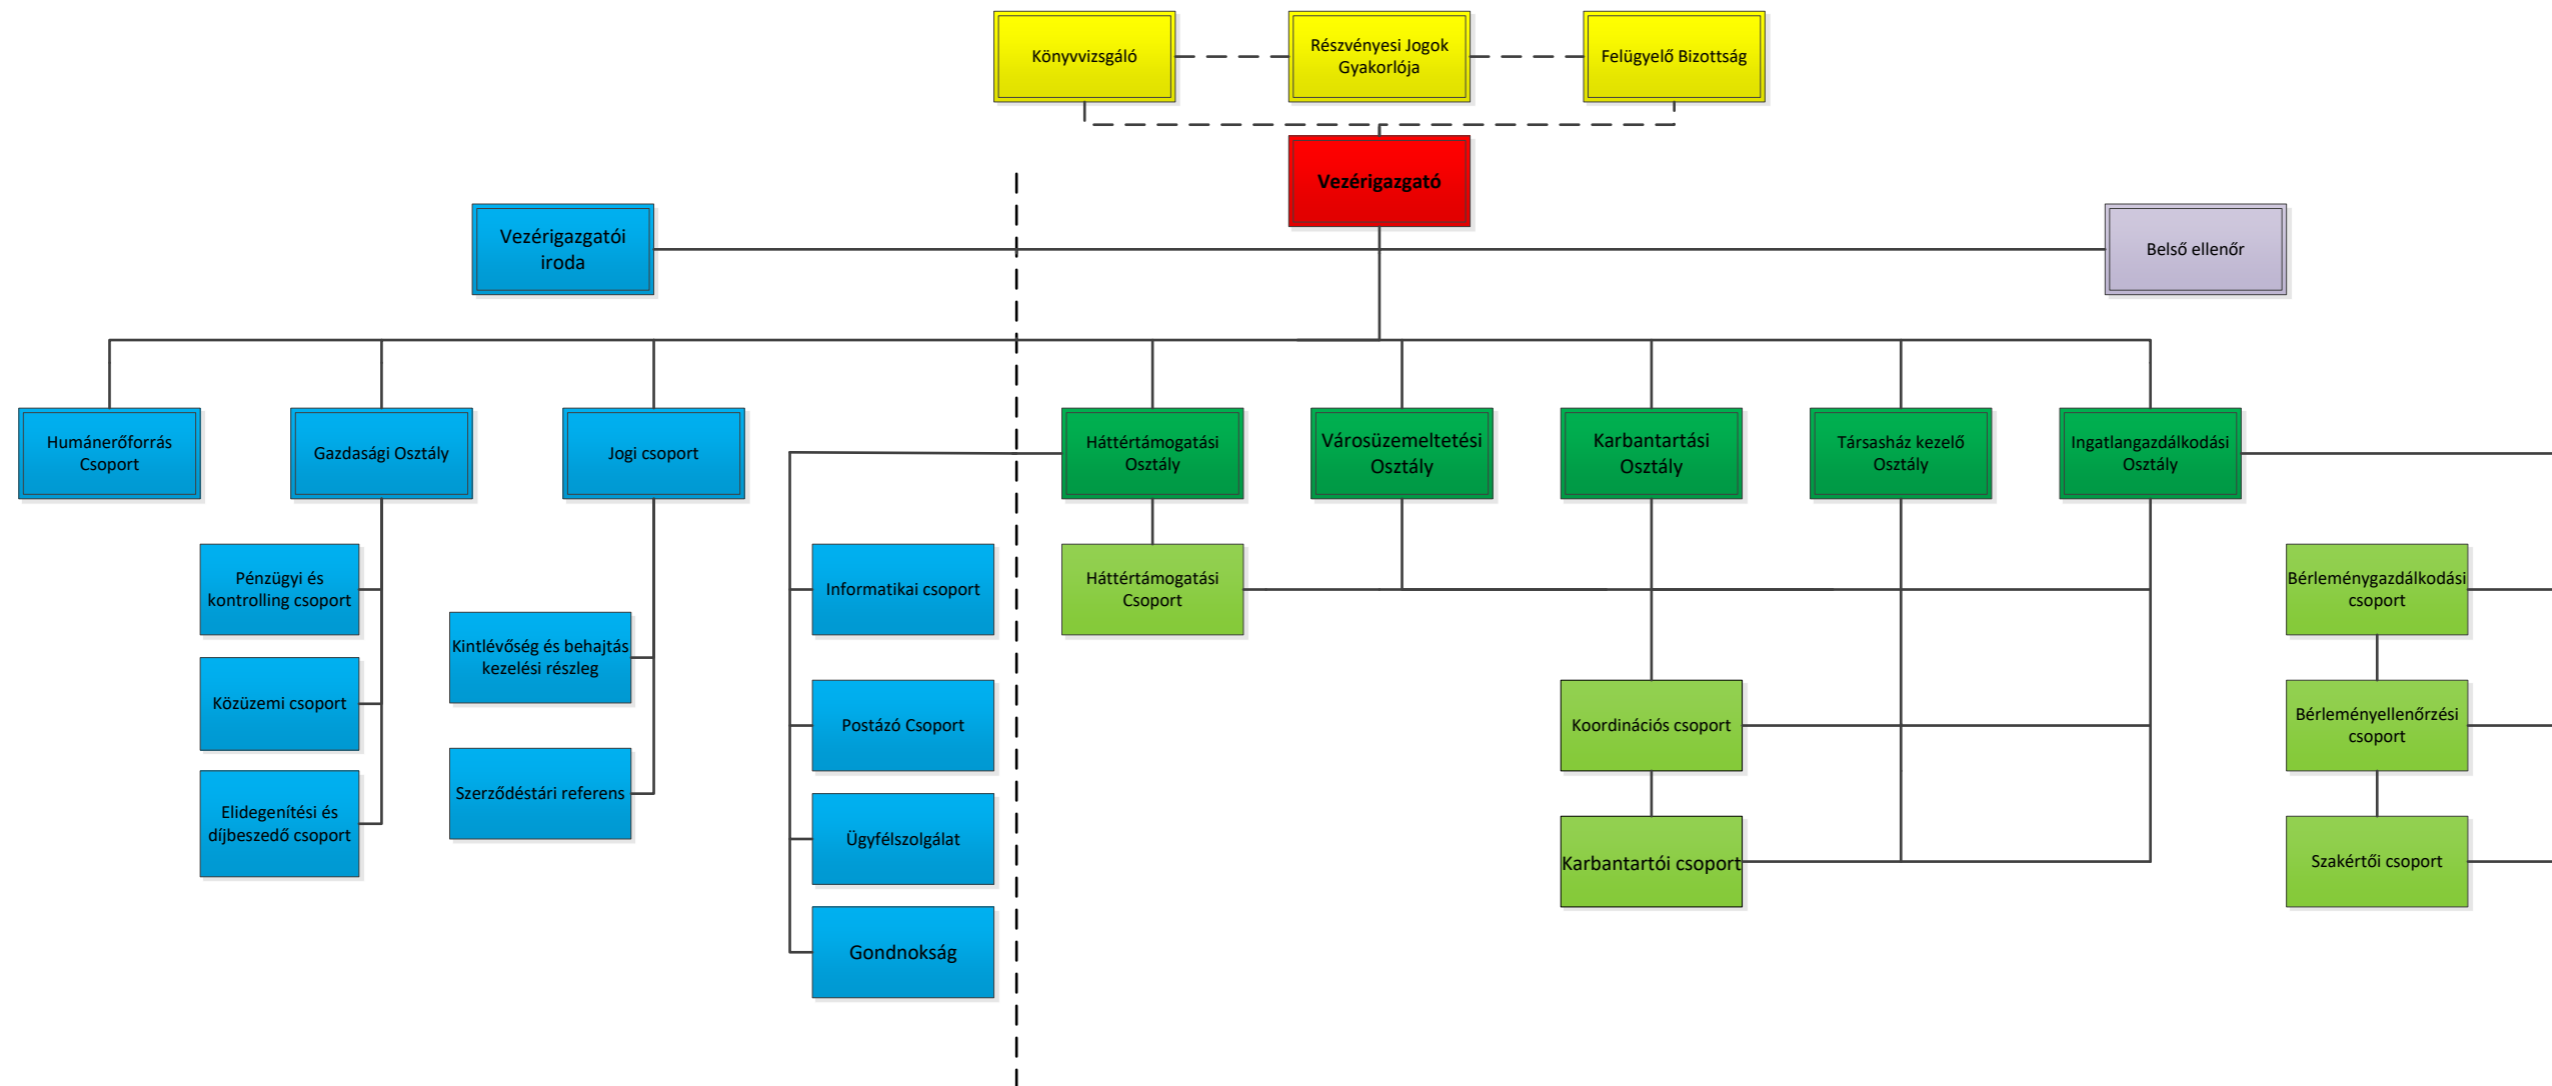 Könyvvizsgáló
Részvényesi Jogok
Gyakorlója
Felügyelő Bizottság
Vezérigazgató
Vezérigazgatói
iroda
Belső ellenőr
Humánerőforrás
Csoport
Gazdasági Osztály
Jogi csoport
Háttértámogatási
Osztály
Városüzemeltetési
Osztály
Karbantartási
Osztály
Társasház kezelő
Osztály
Ingatlangazdálkodási
Osztály
Pénzügyi és
kontrolling csoport
Közüzemi csoport
Elidegenítési és
díjbeszedő csoport
Kintlévőség és behajtás
kezelési részleg
Szerződéstári referens
Informatikai csoport
Postázó Csoport
Ügyfélszolgálat
Gondnokság
Háttértámogatási
Csoport
Koordinációs csoport
Karbantartói csoport
Bérleménygazdálkodási
csoport
Bérleményellenőrzési
csoport
Szakértői csoport